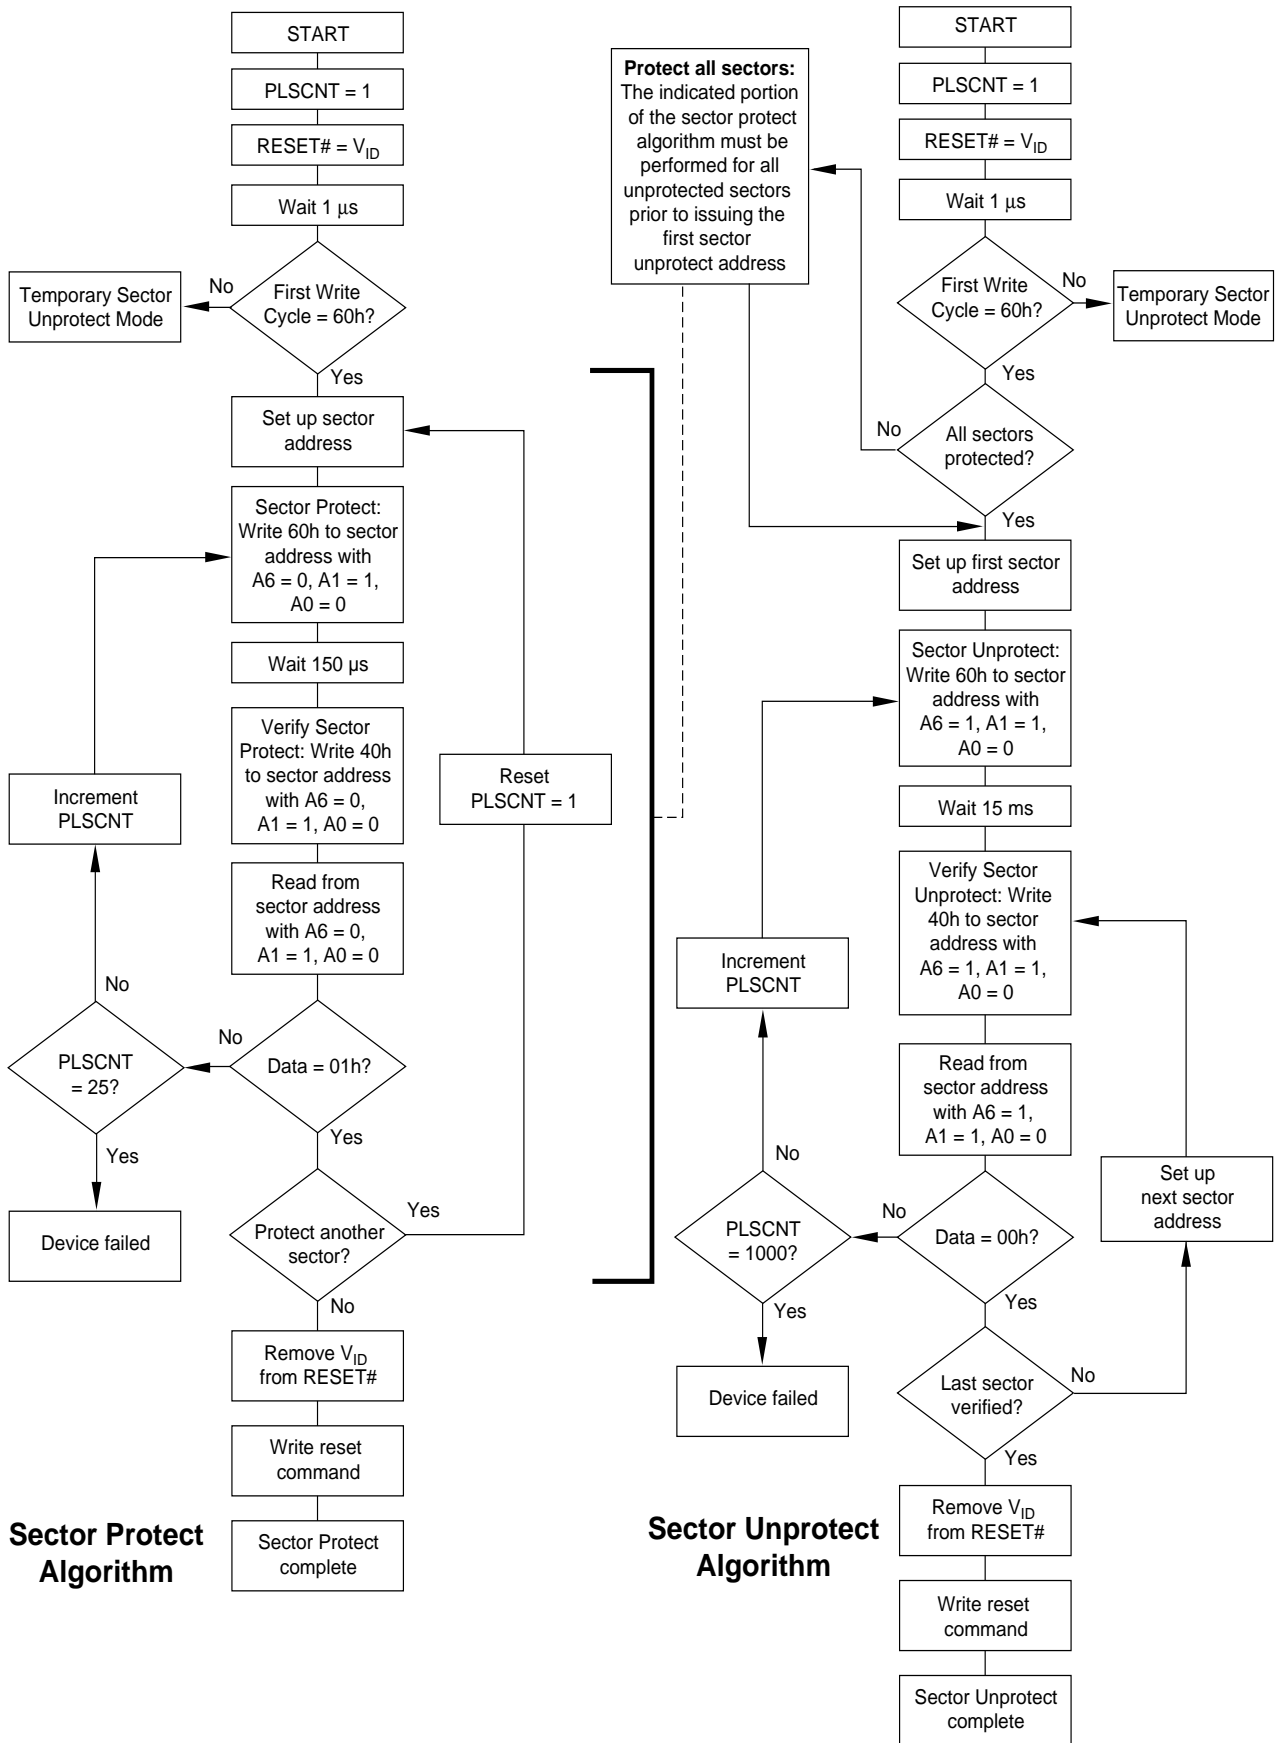 START
PLSCNT = 1
RESET# = VID
Wait 1 μs
First Write
Cycle = 60h?
No
Temporary Sector
Unprotect Mode
Yes
Set up sector
address
Sector Protect:
Write 60h to sector
address with
A6 = 0, A1 = 1,
A0 = 0
Wait 150 µs
Verify Sector
Protect: Write 40h
to sector address
with A6 = 0,
A1 = 1, A0 = 0
Reset
PLSCNT = 1
Increment
PLSCNT
Read from
sector address
with A6 = 0,
A1 = 1, A0 = 0
No
No
PLSCNT
= 25?
Data = 01h?
Yes
Yes
Device failed
Protect another
sector?
Yes
No
Remove VID
from RESET#
Write reset
command
Sector Protect
complete
Sector Protect
Algorithm
START
Protect all sectors:
The indicated portion
of the sector protect
algorithm must be
performed for all
unprotected sectors
prior to issuing the
first sector
unprotect address
PLSCNT = 1
RESET# = VID
Wait 1 μs
First Write
Cycle = 60h?
No
Temporary Sector
Unprotect Mode
Yes
No
All sectors
protected?
Yes
Set up first sector
address
Sector Unprotect:
Write 60h to sector
address with
A6 = 1, A1 = 1,
A0 = 0
Wait 15 ms
Verify Sector
Unprotect: Write
40h to sector
address with
A6 = 1, A1 = 1,
A0 = 0
Increment
PLSCNT
Read from
sector address
with A6 = 1,
A1 = 1, A0 = 0
No
No
PLSCNT
= 1000?
Data = 00h?
Set up
next sector
address
Yes
Yes
Device failed
Last sector
verified?
No
Yes
Remove VID
from RESET#
Write reset
command
Sector Unprotect
complete
Sector Unprotect
Algorithm